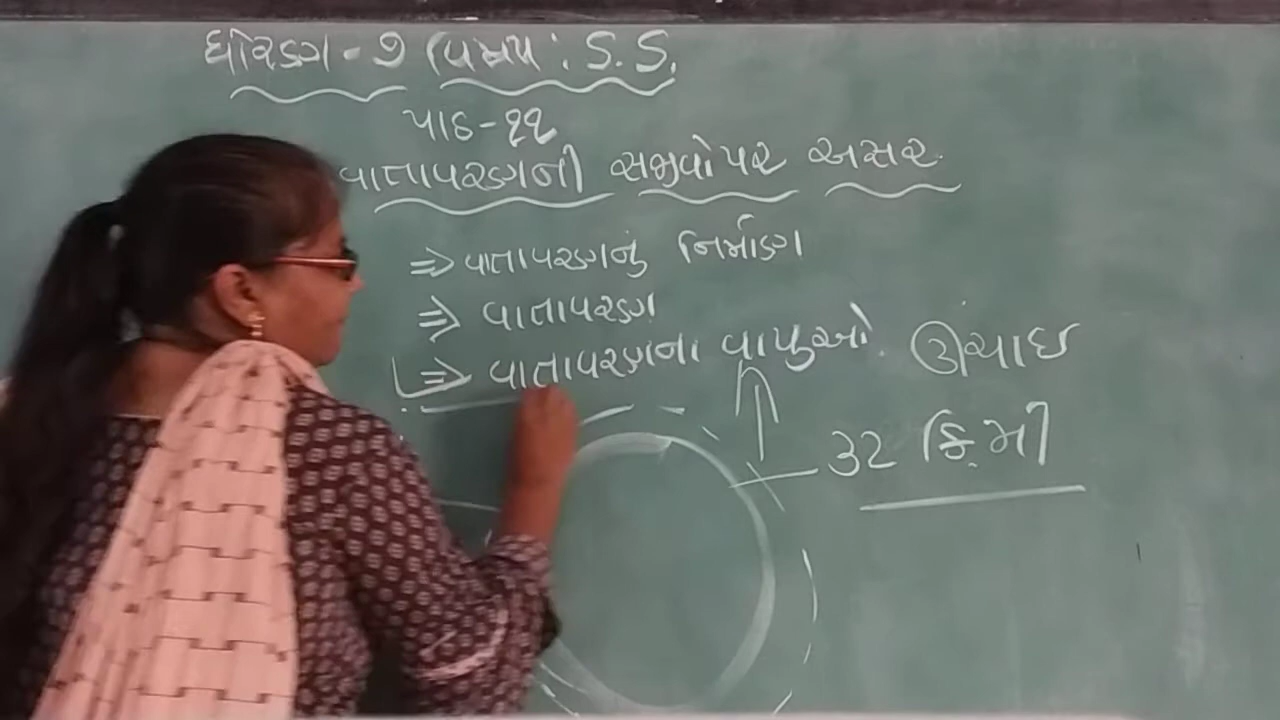 ધોરણ - ૭ વિષય : S.S.
પાઠ - ૧૧
વાતાવરણની સજીવો પર અસર.
⇒ વાતાવરણનું નિર્માણ
⇒ વાતાવરણ
⇒ વાતાવરણના વાયુઓ.
ઊંચાઇ
૩૨ કિ.મી